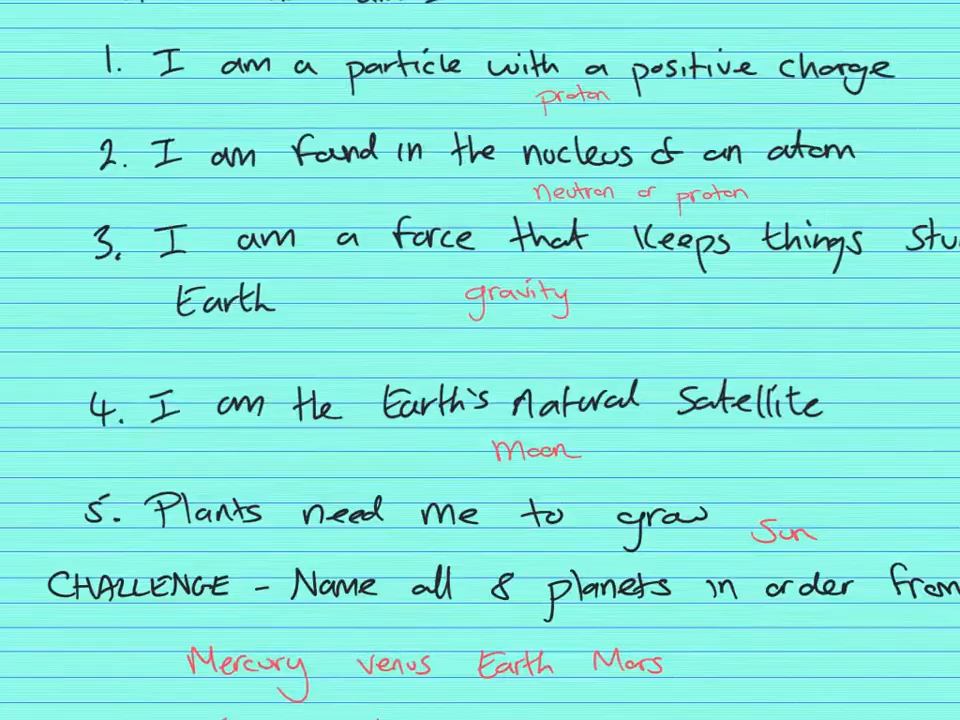 1. I am a particle with a positive charge
proton
2. I am found in the nucleus of an atom
neutron or proton
3. I am a force that keeps things
Earth
gravity
4. I am the Earth's natural satellite
Moon
5. Plants need me to grow
Sun
CHALLENGE - Name all 8 planets in order from
Mercury venus Earth Mars